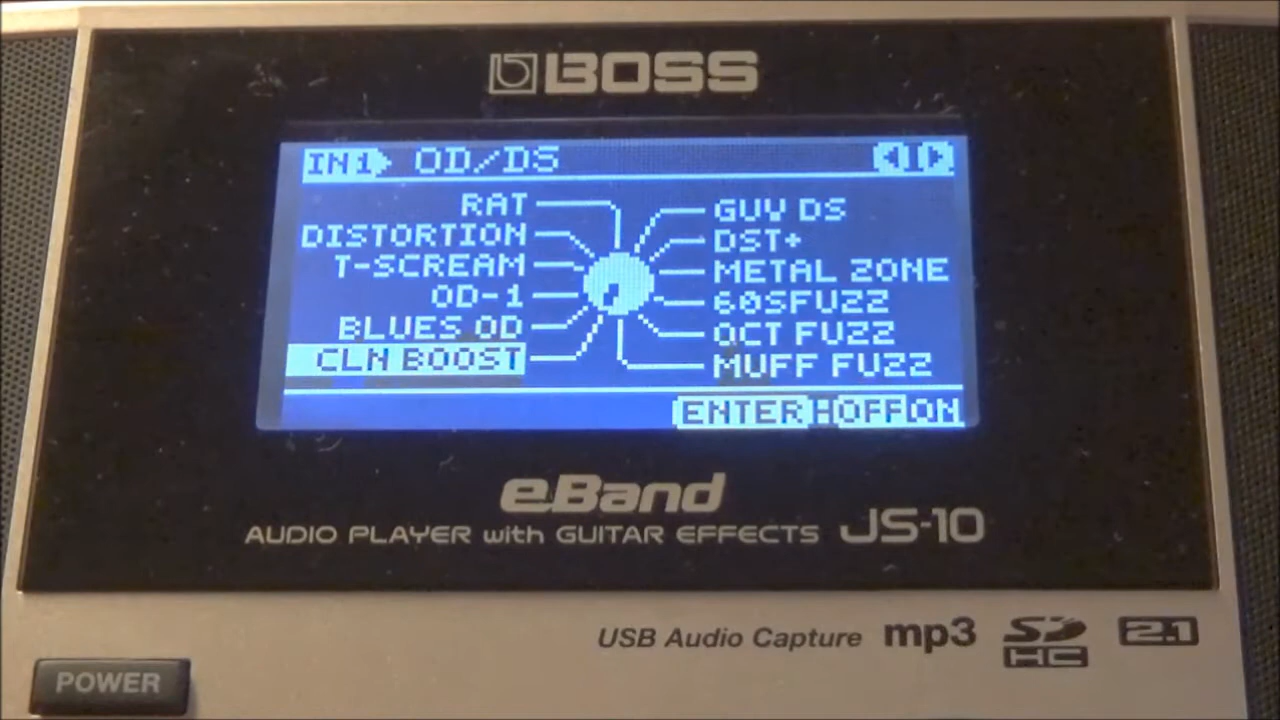 BOSS
IN1 OD/DS
RAT
DISTORTION
T-SCREAM
OD-1
BLUES OD
CLN BOOST
GUV DS
DST+
METAL ZONE
60SFUZZ
OCT FUZZ
MUFF FUZZ
ENTER:OFF/ON
eBand
AUDIO PLAYER with GUITAR EFFECTS JS-10
USB Audio Capture mp3 SD HC 2.1
POWER